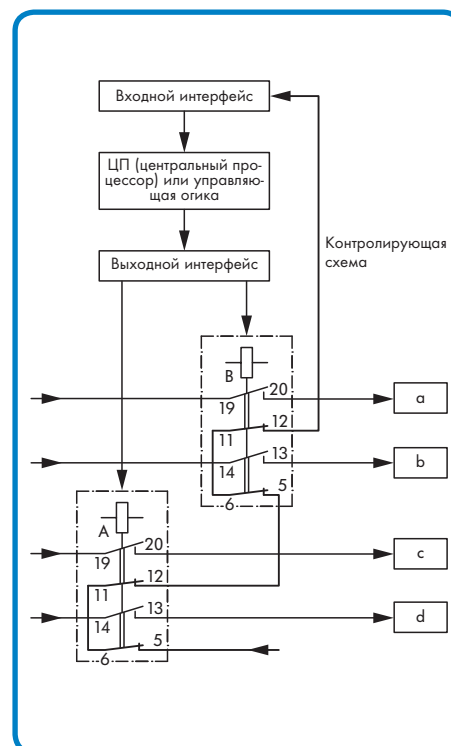 Входной интерфейс
ЦП (центральный про-
цессор) или управляю-
щая огика
Контролирующая
схема
Выходной интерфейс
B
20
a
19
12
11
13
b
14
5
6
A
20
c
19
12
11
13
d
14
5
6